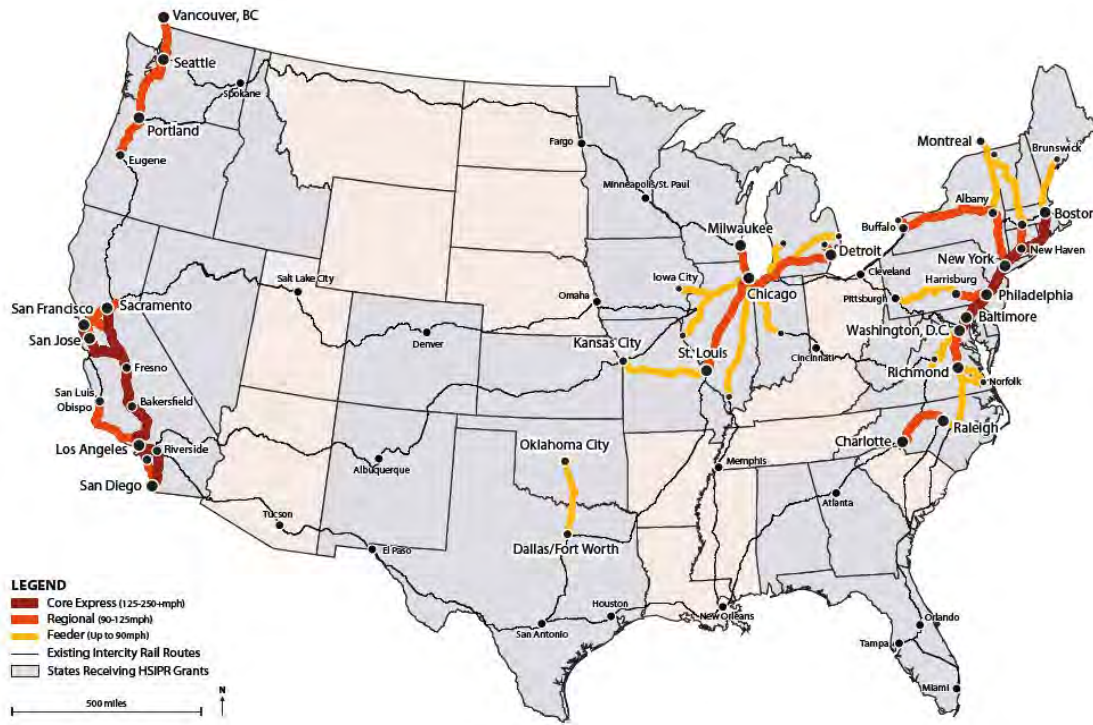 Vancouver, BC
Seattle
Spokane
Portland
Eugene
Fargo
Minneapolis/St. Paul
Montreal
Brunswick
Albany
Boston
Buffalo
New Haven
Milwaukee
Detroit
New York
Cleveland
Harrisburg
Iowa City
Chicago
Pittsburgh
Philadelphia
Baltimore
Salt Lake City
Omaha
San Francisco
Sacramento
Washington, D.C.
San Jose
Denver
Kansas City
St. Louis
Cincinnati
Richmond
Fresno
Norfolk
San Luis
Obispo
Bakersfield
Raleigh
Charlotte
Los Angeles
Riverside
Oklahoma City
Albuquerque
Memphis
San Diego
Atlanta
Tucson
Dallas/Fort Worth
El Paso
Houston
New Orleans
San Antonio
Orlando
Tampa
Miami
LEGEND
Core Express (125-250+mph)
Regional (90-125mph)
Feeder (Up to 90mph)
Existing Intercity Rail Routes
States Receiving HSIPR Grants
500 miles
N